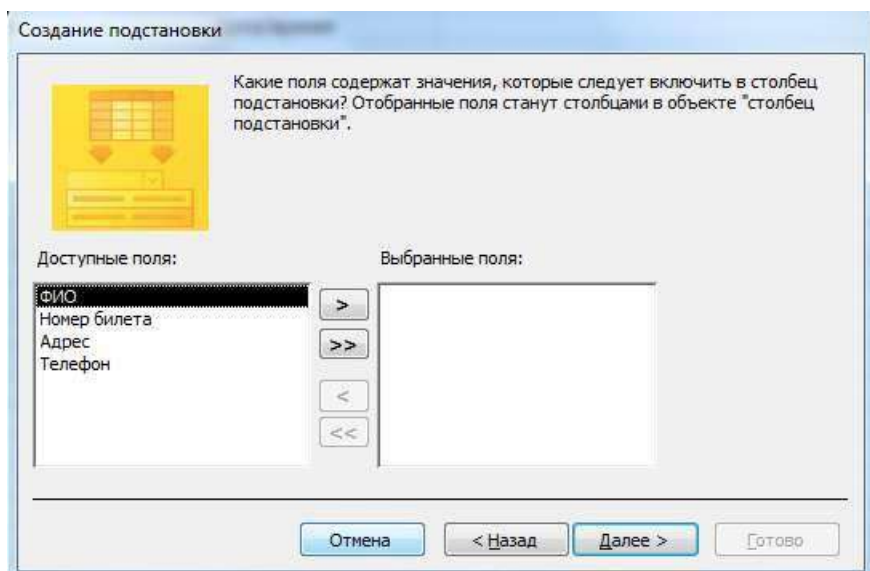 Создание подстановки
Какие поля содержат значения, которые следует включить в столбец
подстановки? Отобранные поля станут столбцами в объекте "столбец
подстановки".
Доступные поля:
Выбранные поля:
ФИО
Номер билета
Адрес
Телефон
>
>>
<
<<
Отмена
< Назад
Далее >
Готово